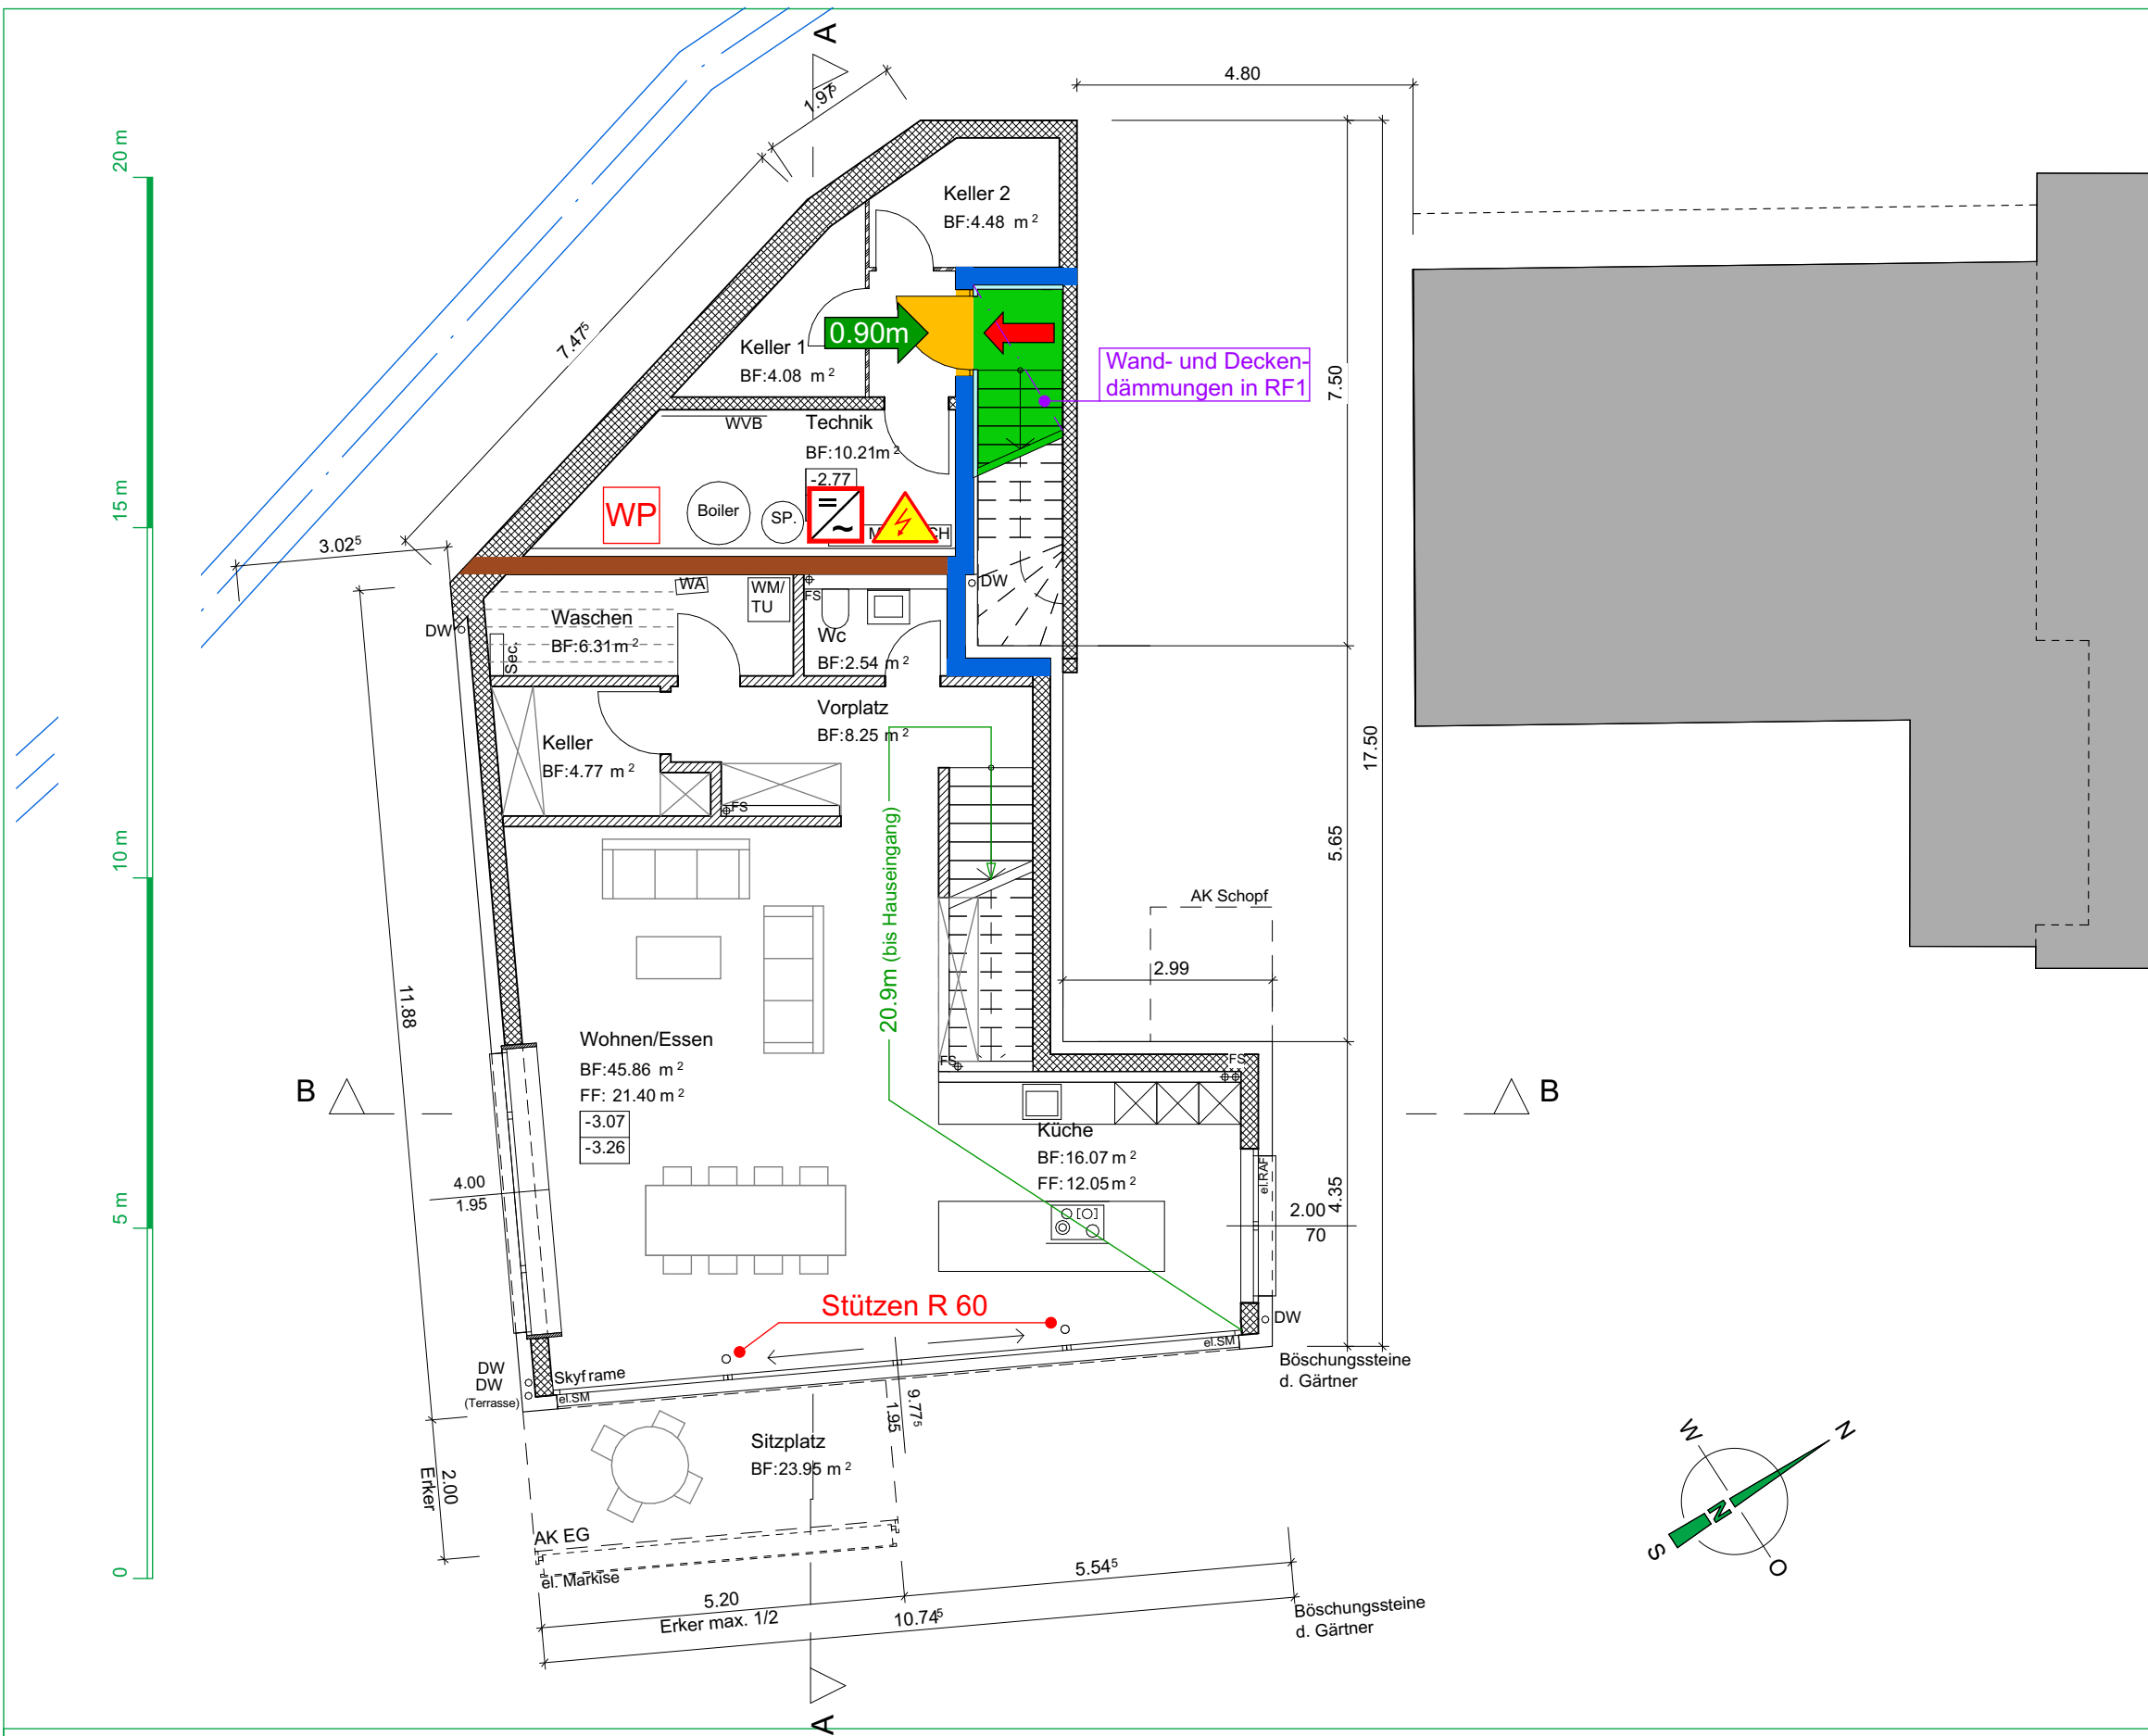 A
4.80
1.97⁵
20 m
Keller 2
BF:4.48 m²
7.47⁵
0.90m
Keller 1
BF:4.08 m²
Wand- und Decken-
dämmungen in RF1
7.50
WVB
Technik
BF:10.21m²
-2.77
WP
Boiler
SP.
=
~
CH
15 m
3.02⁵
DW
WA
WM/
TU
FS
Waschen
BF:6.31m²
Sec.
DW
Wc
BF:2.54 m²
Vorplatz
BF:8.25 m²
Keller
BF:4.77 m²
FS
17.50
5.65
10 m
20.9m (bis Hauseingang)
AK Schopf
2.99
11.88
Wohnen/Essen
BF:45.86 m²
FF: 21.40 m²
-3.07
-3.26
FS
FS
B
B
Küche
BF:16.07 m²
FF:12.05m²
el.RAF
4.00
1.95
5 m
2.00
70
4.35
Stützen R 60
DW
el.SM
Böschungssteine
d. Gärtner
Skyframe
el.SM
DW
DW
(Terrasse)
1.95
9.77⁵
Sitzplatz
BF:23.95 m²
2.00
Erker
W
N
N
S
O
AK EG
el. Markise
0
5.20
Erker max. 1/2
5.54⁵
10.74⁵
Böschungssteine
d. Gärtner
A